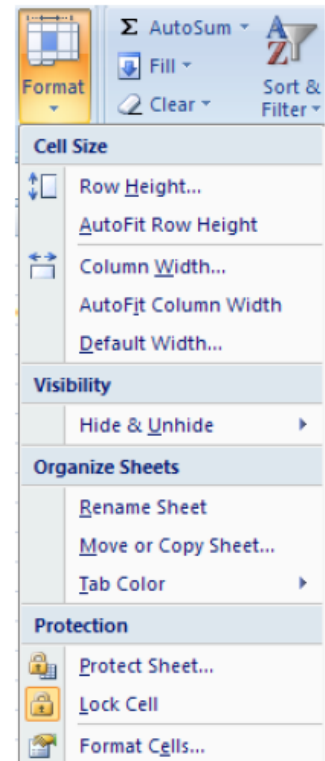 Format
Σ AutoSum
Fill
Clear
Sort &
Filter
Cell Size
Row Height...
AutoFit Row Height
Column Width...
AutoFit Column Width
Default Width...
Visibility
Hide & Unhide
Organize Sheets
Rename Sheet
Move or Copy Sheet...
Tab Color
Protection
Protect Sheet...
Lock Cell
Format Cells...